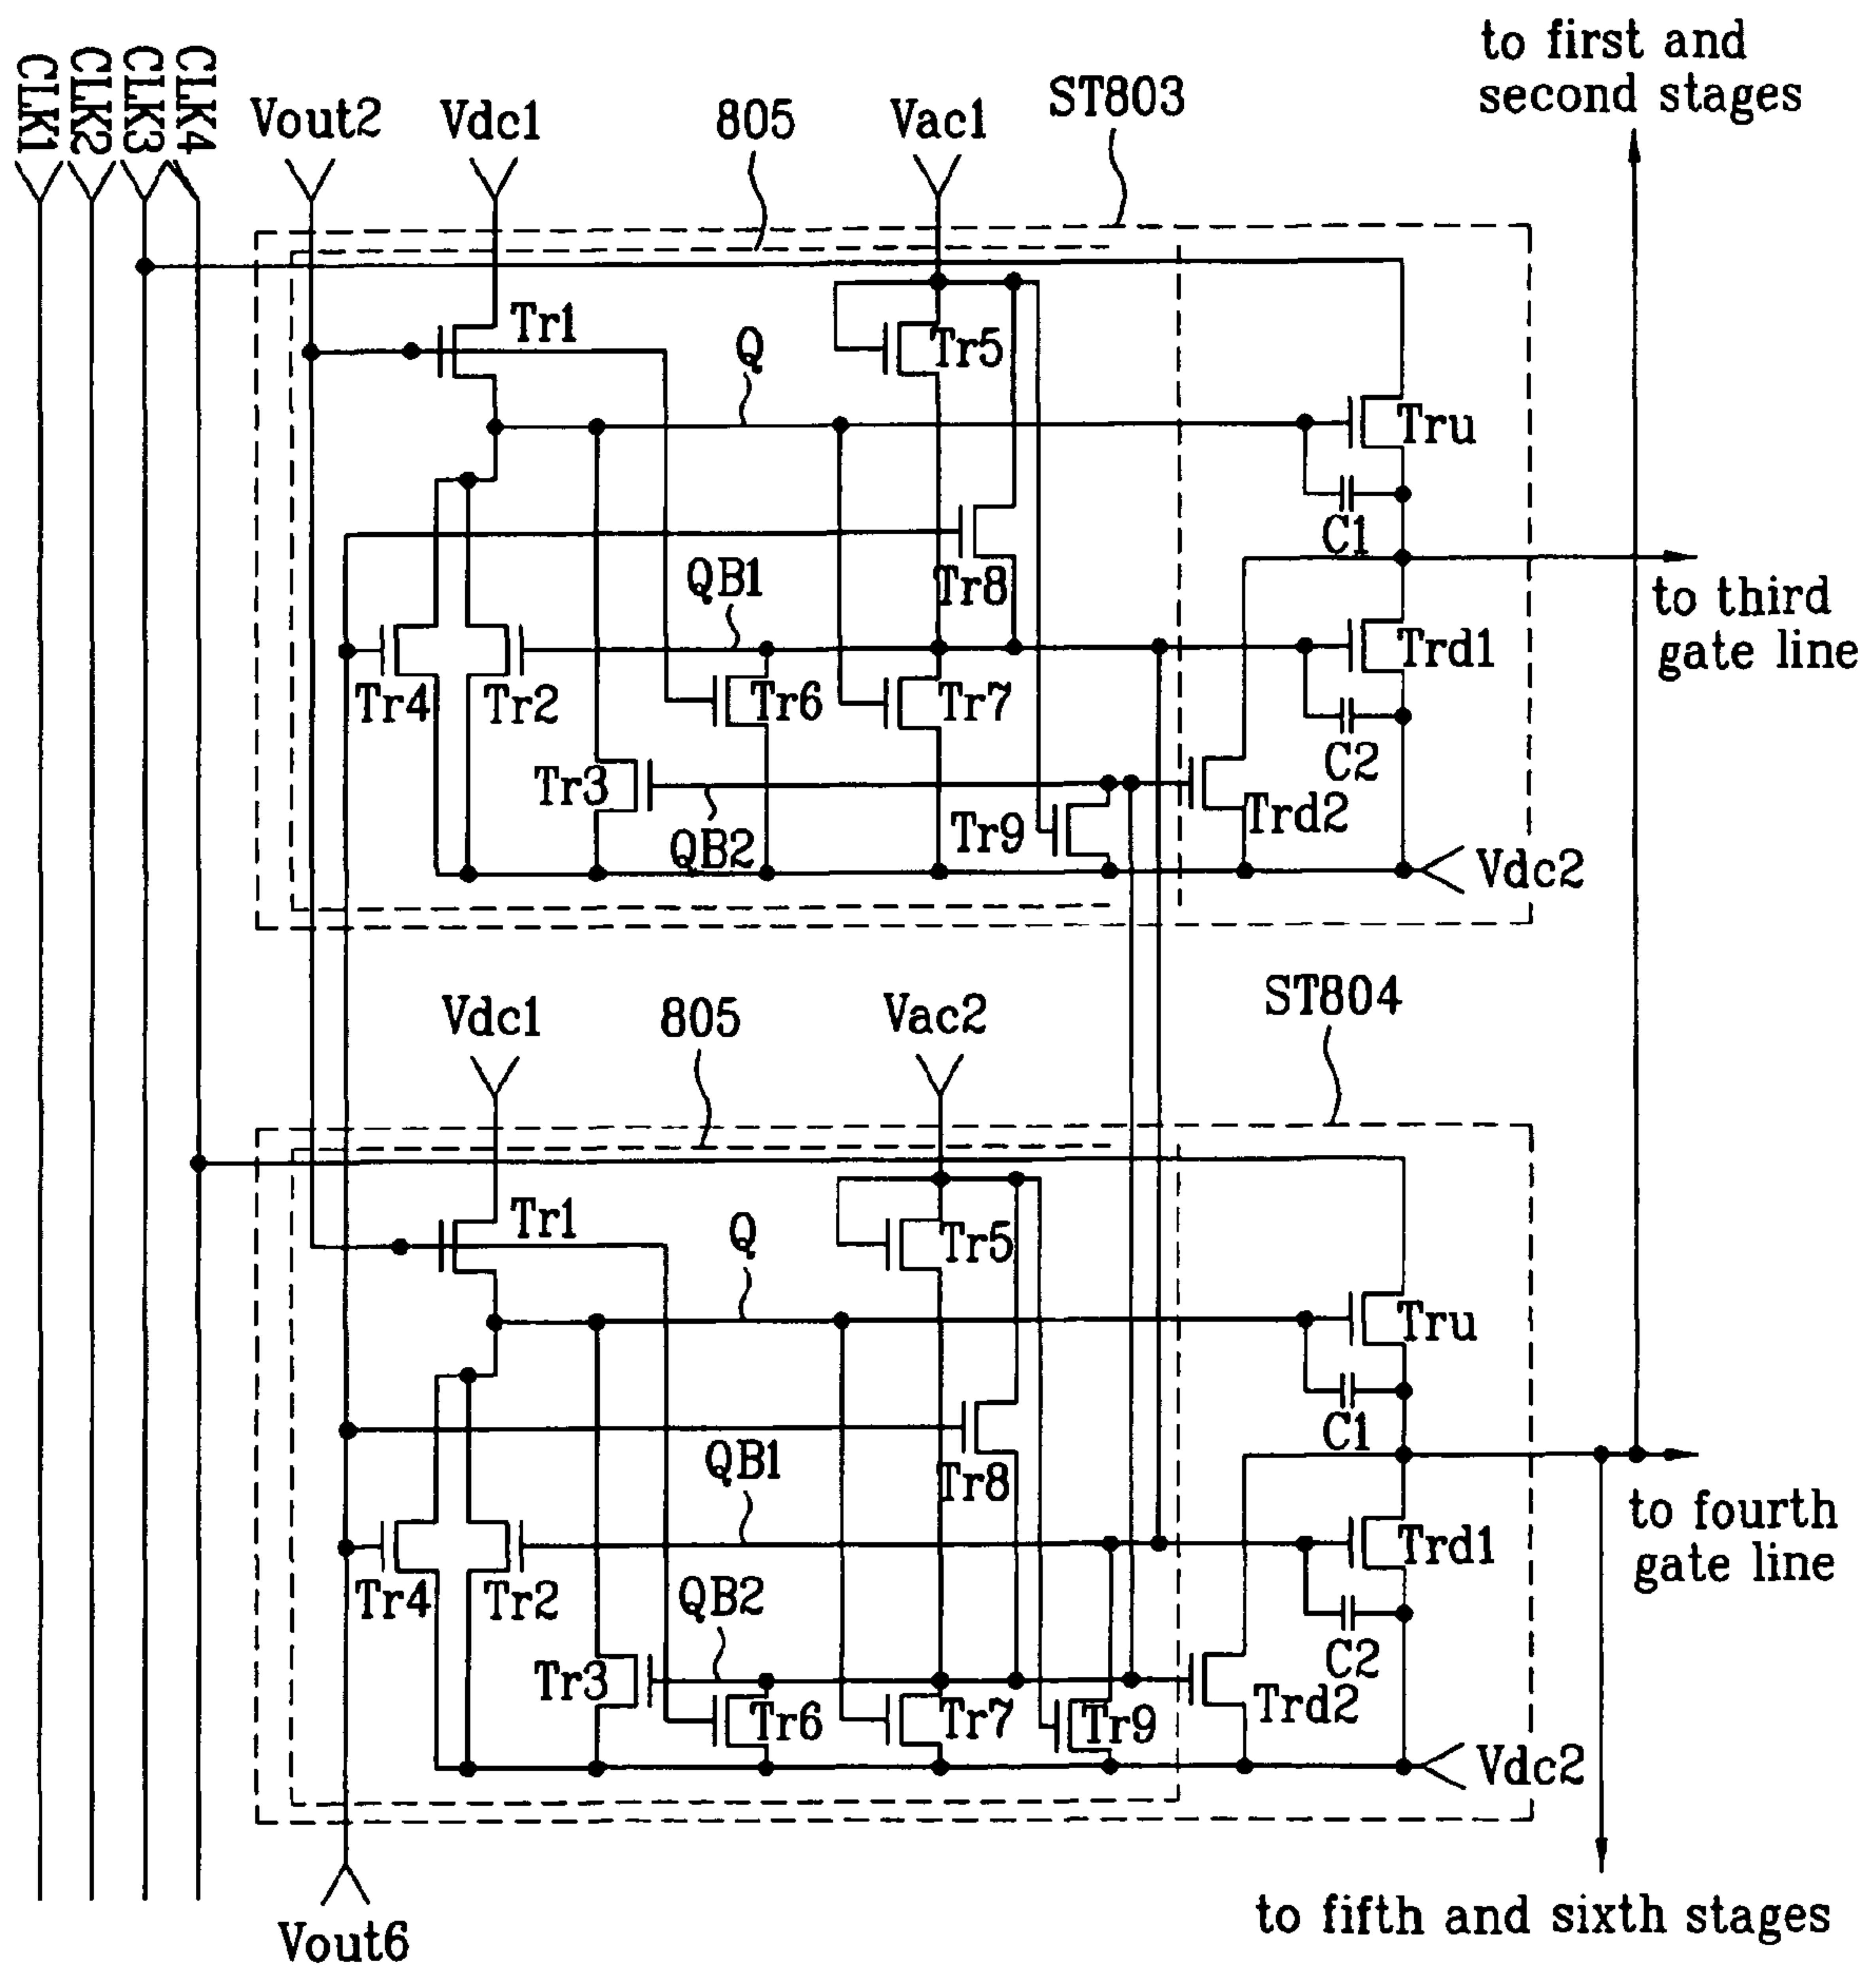 to first and
second stages
CLK1
CLK2
CLK3
CLK4
Vout2
Vdc1
805
Vac1
ST803
Tr1
Q
Tr5
Tru
C1
Tr8
QB1
to third
gate line
Tr4
Tr2
Tr6
Tr7
Trd1
C2
Tr3
QB2
Tr9
Trd2
Vdc2
Vdc1
805
Vac2
ST804
Tr1
Q
Tr5
Tru
C1
QB1
Tr8
to fourth
gate line
Tr4
Tr2
QB2
Trd1
C2
Tr3
Tr6
Tr7
Tr9
Trd2
Vdc2
Vout6
to fifth and sixth stages